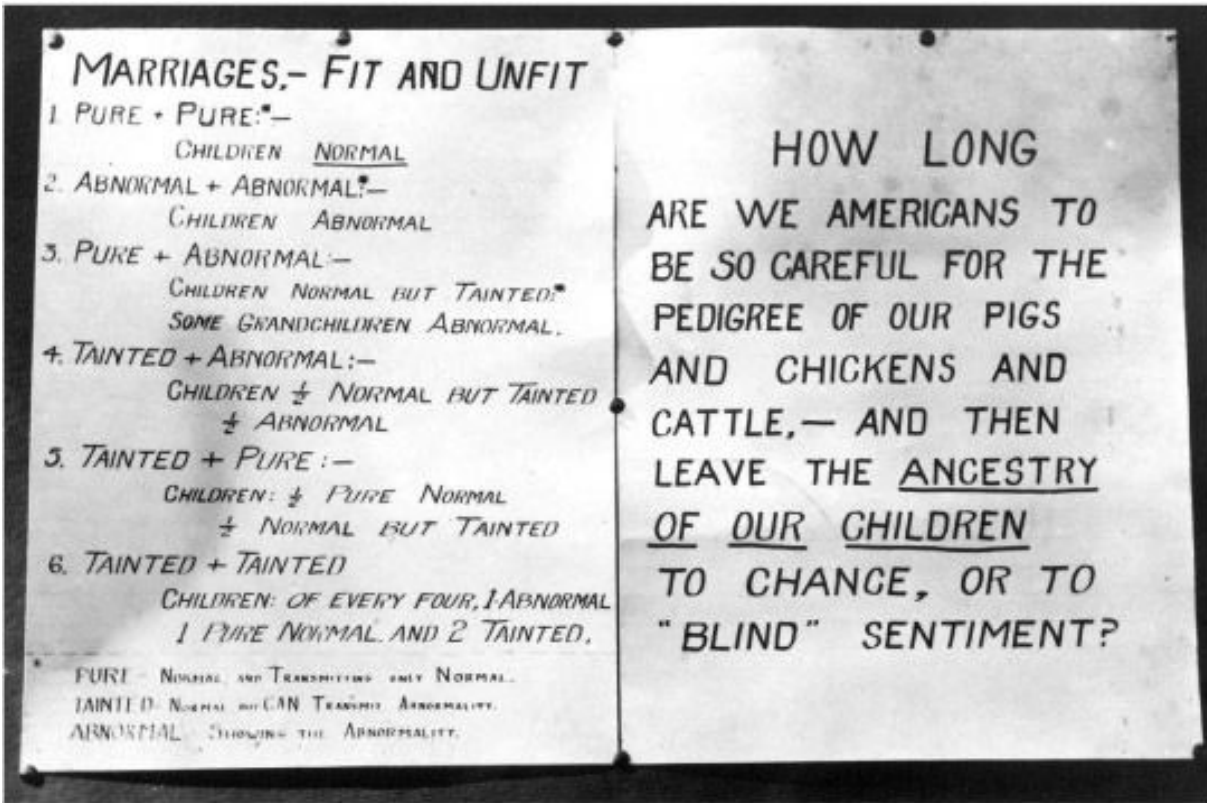 MARRIAGES,- FIT AND UNFIT
1. PURE + PURE:*—
CHILDREN NORMAL
2. ABNORMAL + ABNORMAL:*—
CHILDREN ABNORMAL
3. PURE + ABNORMAL:—
CHILDREN NORMAL BUT TAINTED:*
SOME GRANDCHILDREN ABNORMAL.
4. TAINTED + ABNORMAL:—
CHILDREN ½ NORMAL BUT TAINTED
½ ABNORMAL
5. TAINTED + PURE:—
CHILDREN: ½ PURE NORMAL
½ NORMAL BUT TAINTED
6. TAINTED + TAINTED
CHILDREN: OF EVERY FOUR, 1 ABNORMAL
1 PURE NORMAL AND 2 TAINTED.
* PURE - NORMAL AND TRANSMITTING ONLY NORMAL.
TAINTED - NORMAL BUT CAN TRANSMIT ABNORMALITY.
ABNORMAL - SHOWING THE ABNORMALITY.
HOW LONG
ARE WE AMERICANS TO
BE SO CAREFUL FOR THE
PEDIGREE OF OUR PIGS
AND CHICKENS AND
CATTLE,— AND THEN
LEAVE THE ANCESTRY
OF OUR CHILDREN
TO CHANCE, OR TO
"BLIND" SENTIMENT?